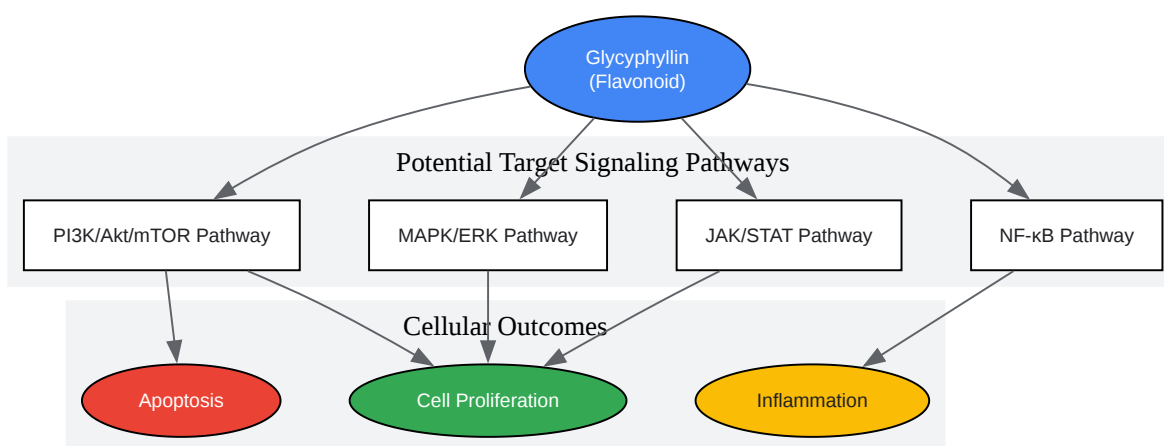 Glycyphyllin
(Flavonoid)
Potential Target Signaling Pathways
PI3K/Akt/mTOR Pathway
MAPK/ERK Pathway
JAK/STAT Pathway
NF-κB Pathway
Cellular Outcomes
Apoptosis
Cell Proliferation
Inflammation